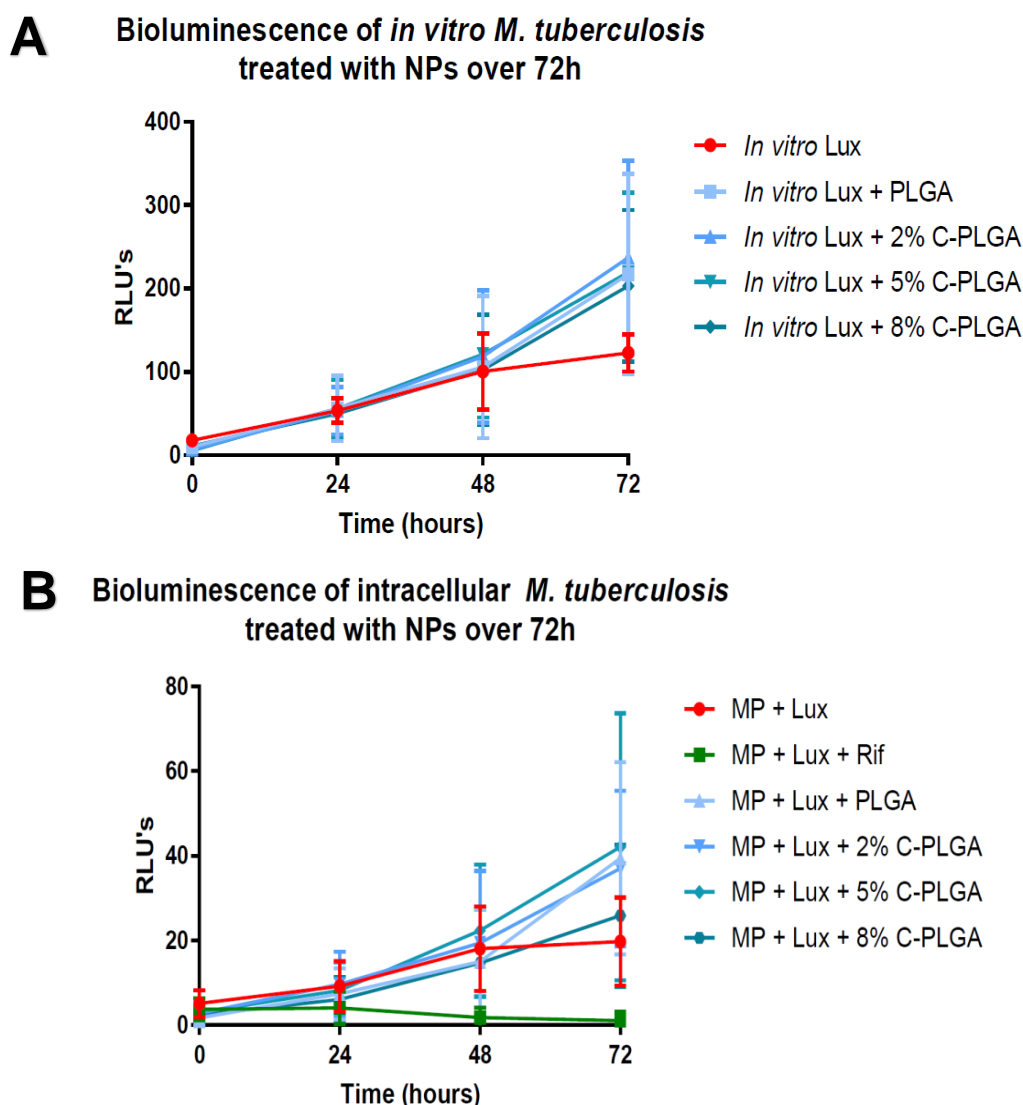 A
Bioluminescence of in vitro M. tuberculosis
treated with NPs over 72h
400
300
200
100
0
RLU's
0 24 48 72
Time (hours)
In vitro Lux
In vitro Lux + PLGA
In vitro Lux + 2% C-PLGA
In vitro Lux + 5% C-PLGA
In vitro Lux + 8% C-PLGA
B
Bioluminescence of intracellular M. tuberculosis
treated with NPs over 72h
80
60
40
20
0
RLU's
0 24 48 72
Time (hours)
MP + Lux
MP + Lux + Rif
MP + Lux + PLGA
MP + Lux + 2% C-PLGA
MP + Lux + 5% C-PLGA
MP + Lux + 8% C-PLGA